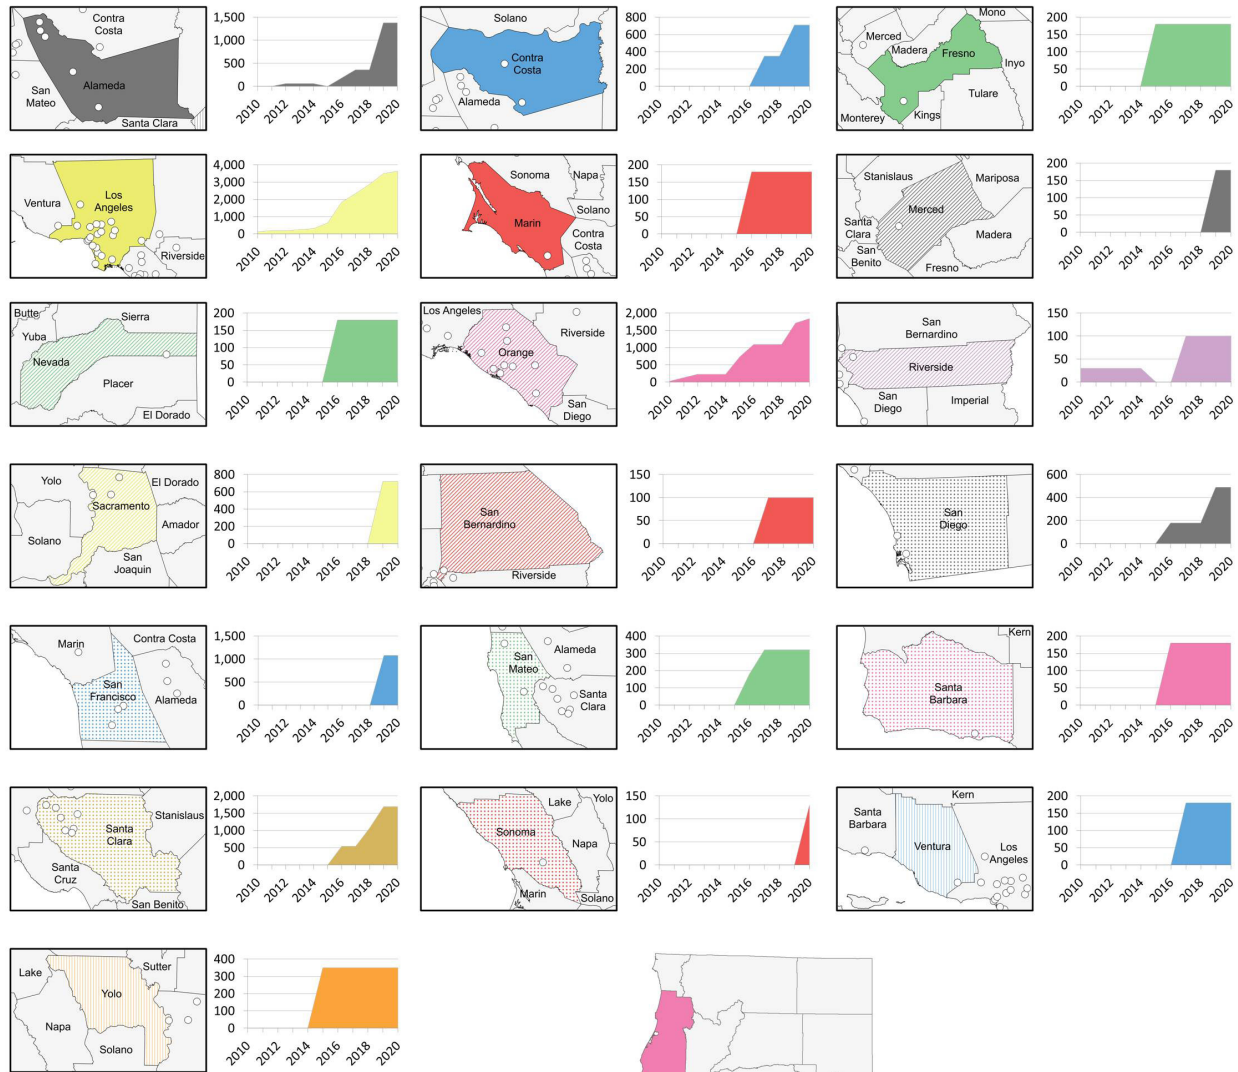 Contra
Costa
San
Mateo
Alameda
Santa Clara
1,500
1,000
500
0
2010
2012
2014
2016
2018
2020
Solano
Contra
Costa
Alameda
800
600
400
200
0
2010
2012
2014
2016
2018
2020
Mono
Merced
Madera
Fresno
Inyo
Tulare
Monterey
Kings
200
150
100
50
0
2010
2012
2014
2016
2018
2020
Ventura
Los
Angeles
Riverside
4,000
3,000
2,000
1,000
0
2010
2012
2014
2016
2018
2020
Sonoma
Napa
Solano
Marin
Contra
Costa
200
150
100
50
0
2010
2012
2014
2016
2018
2020
Stanislaus
Mariposa
Merced
Santa
Clara
Madera
San
Benito
Fresno
200
150
100
50
0
2010
2012
2014
2016
2018
2020
Butte
Sierra
Yuba
Nevada
Placer
El Dorado
200
150
100
50
0
2010
2012
2014
2016
2018
2020
Los Angeles
Riverside
Orange
San
Diego
2,000
1,500
1,000
500
0
2010
2012
2014
2016
2018
2020
San
Bernardino
Riverside
San
Diego
Imperial
150
100
50
0
2010
2012
2014
2016
2018
2020
Yolo
El Dorado
Sacramento
Amador
Solano
San
Joaquin
800
600
400
200
0
2010
2012
2014
2016
2018
2020
San
Bernardino
Riverside
150
100
50
0
2010
2012
2014
2016
2018
2020
San
Diego
600
400
200
0
2010
2012
2014
2016
2018
2020
Marin
Contra Costa
San
Francisco
Alameda
1,500
1,000
500
0
2010
2012
2014
2016
2018
2020
San
Mateo
Alameda
Santa
Clara
400
300
200
100
0
2010
2012
2014
2016
2018
2020
Kern
Santa
Barbara
200
150
100
50
0
2010
2012
2014
2016
2018
2020
Stanislaus
Santa
Clara
Santa
Cruz
San Benito
2,000
1,500
1,000
500
0
2010
2012
2014
2016
2018
2020
Lake
Yolo
Sonoma
Napa
Marin
Solano
150
100
50
0
2010
2012
2014
2016
2018
2020
Kern
Santa
Barbara
Ventura
Los
Angeles
200
150
100
50
0
2010
2012
2014
2016
2018
2020
Lake
Sutter
Yolo
Napa
Solano
400
300
200
100
0
2010
2012
2014
2016
2018
2020